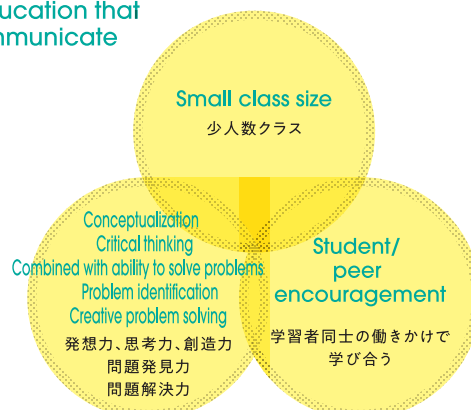 ucation that
mmunicate
Small class size
少人数クラス
Conceptualization
Critical thinking
Combined with ability to solve problems
Problem identification
Creative problem solving
発想力、思考力、創造力
問題発見力
問題解決力
Student/
peer
encouragement
学習者同士の働きかけで
学び合う